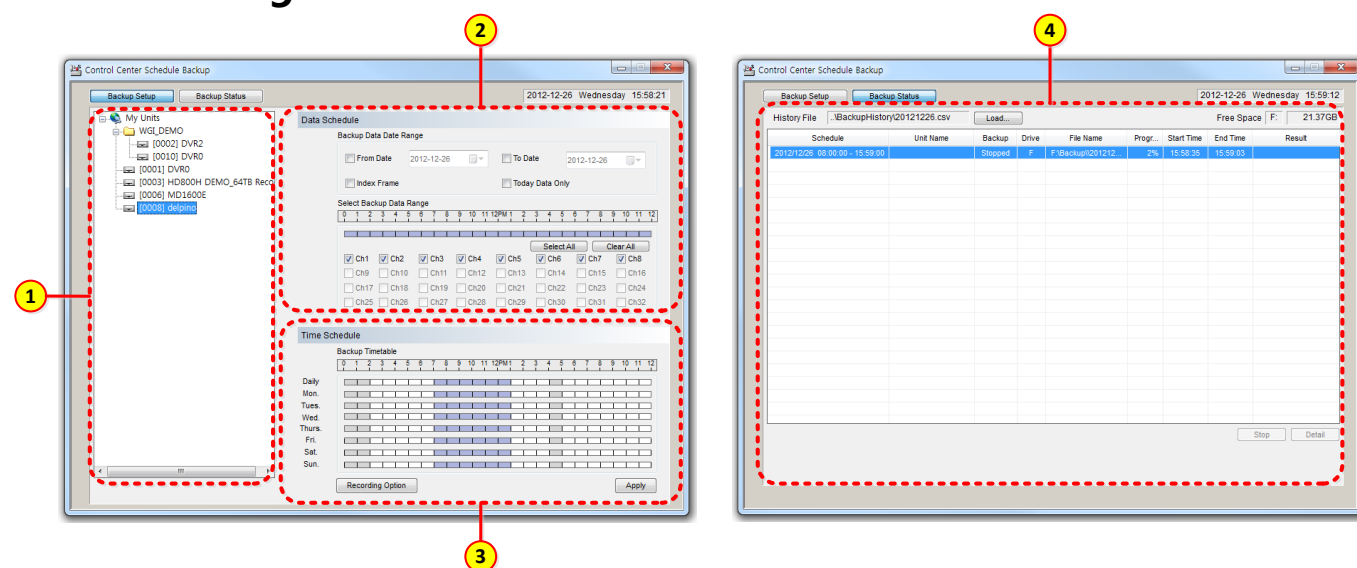 g
2
4
Control Center Schedule Backup
Backup Setup Backup Status 2012-12-26 Wednesday 15:58:21
My Units
WGI_DEMO
[0002] DVR2
[0010] DVR0
[0001] DVR0
[0003] HD800H DEMO_64TB Reco
[0006] MD1600E
[0008] delpino
1
Data Schedule
Backup Data Date Range
From Date 2012-12-26 To Date 2012-12-26
Index Frame Today Data Only
Select Backup Data Range
0 1 2 3 4 5 6 7 8 9 10 11 12PM 1 2 3 4 5 6 7 8 9 10 11 12
Select All Clear All
Ch1 Ch2 Ch3 Ch4 Ch5 Ch6 Ch7 Ch8
Ch9 Ch10 Ch11 Ch12 Ch13 Ch14 Ch15 Ch16
Ch17 Ch18 Ch19 Ch20 Ch21 Ch22 Ch23 Ch24
Ch25 Ch26 Ch27 Ch28 Ch29 Ch30 Ch31 Ch32
Time Schedule
Backup Timetable
0 1 2 3 4 5 6 7 8 9 10 11 12PM 1 2 3 4 5 6 7 8 9 10 11 12
Daily
Mon.
Tues.
Wed.
Thurs.
Fri.
Sat.
Sun.
Recording Option Apply
3
Control Center Schedule Backup
Backup Setup Backup Status 2012-12-26 Wednesday 15:59:12
History File ..\BackupHistory\20121226.csv Load... Free Space F: 21.37GB
Schedule Unit Name Backup Drive File Name Progr... Start Time End Time Result
2012/12/26 08:00:00 - 15:59:00 Stopped F F:\Backup\\201212... 2% 15:58:35 15:59:03
Stop Detail